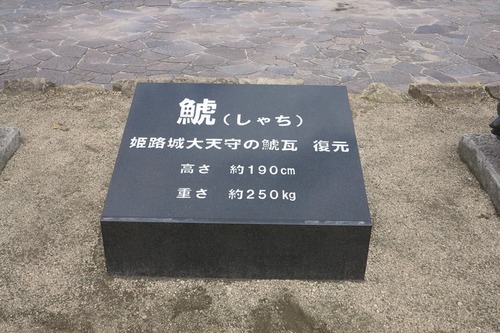 鯱(しゃち)
姫路城大天守の鯱瓦 復元
高さ 約190cm
重さ 約250kg